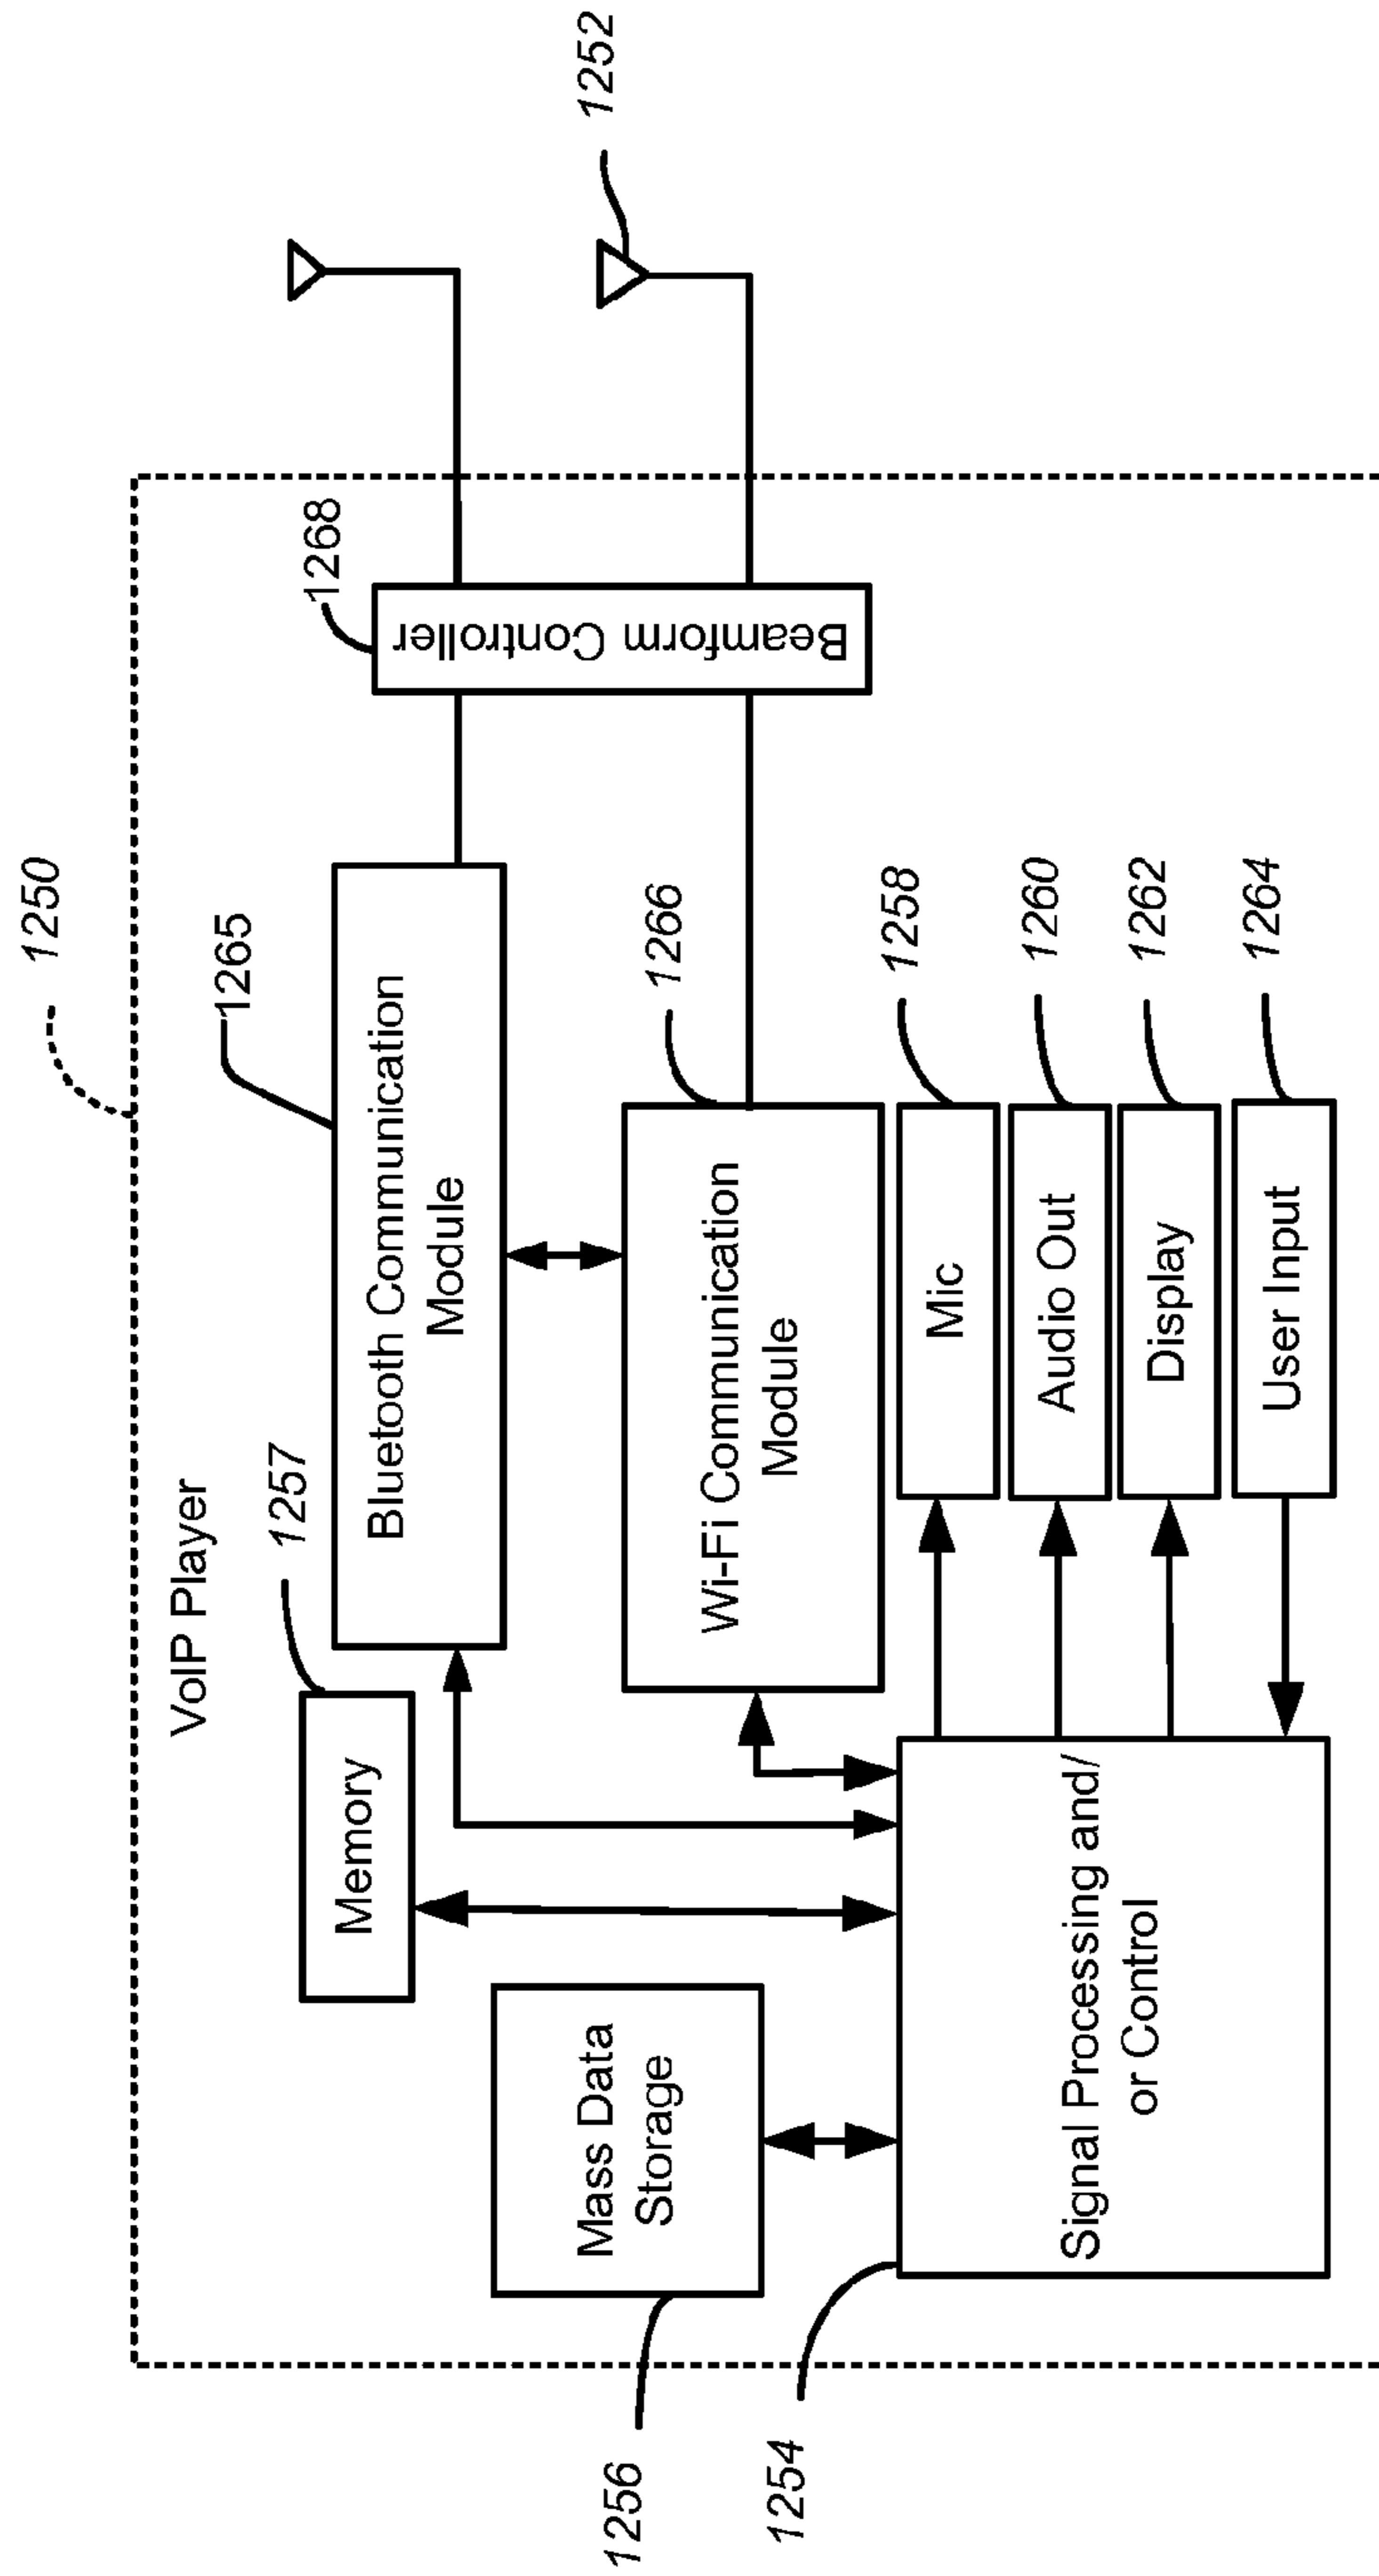 1250
VoIP Player
1257
Memory
1265
Bluetooth Communication
Module
1268
Beamform Controller
1252
1256
Mass Data
Storage
Wi-Fi Communication
Module
1266
1254
Signal Processing and/
or Control
Mic
1258
Audio Out
1260
Display
1262
User Input
1264